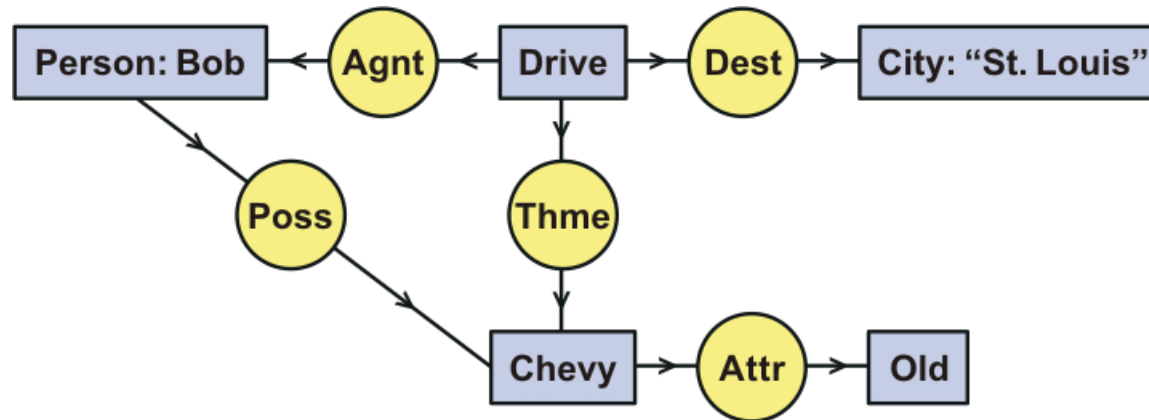 Person: Bob
Agnt
Drive
Dest
City: “St. Louis”
Poss
Thme
Chevy
Attr
Old